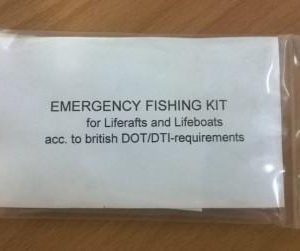 EMERGENCY FISHING KIT
for Liferafts and Lifeboats
acc. to british DOT/DTI-requirements